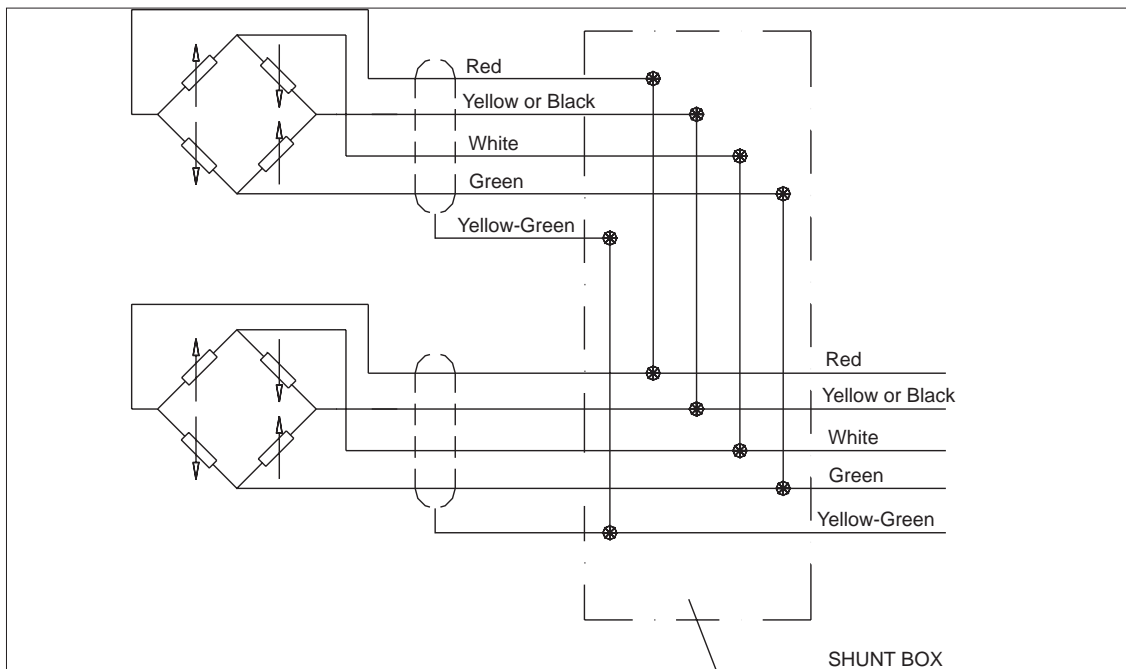 Red
Yellow or Black
White
Green
Yellow-Green
Red
Yellow or Black
White
Green
Yellow-Green
SHUNT BOX